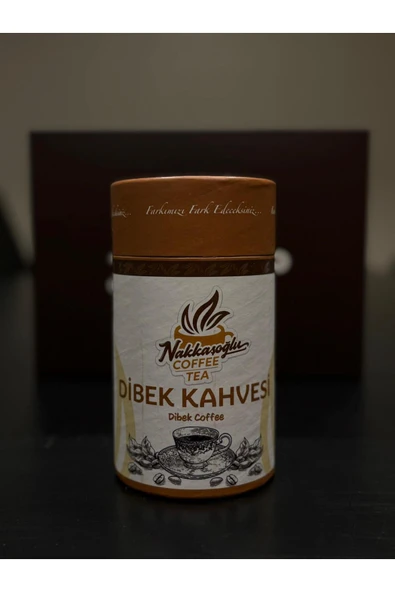 Farkımızı Fark Edeceksiniz...
Nakkaşoğlu
COFFEE
TEA
DİBEK KAHVESİ
Dibek Coffee